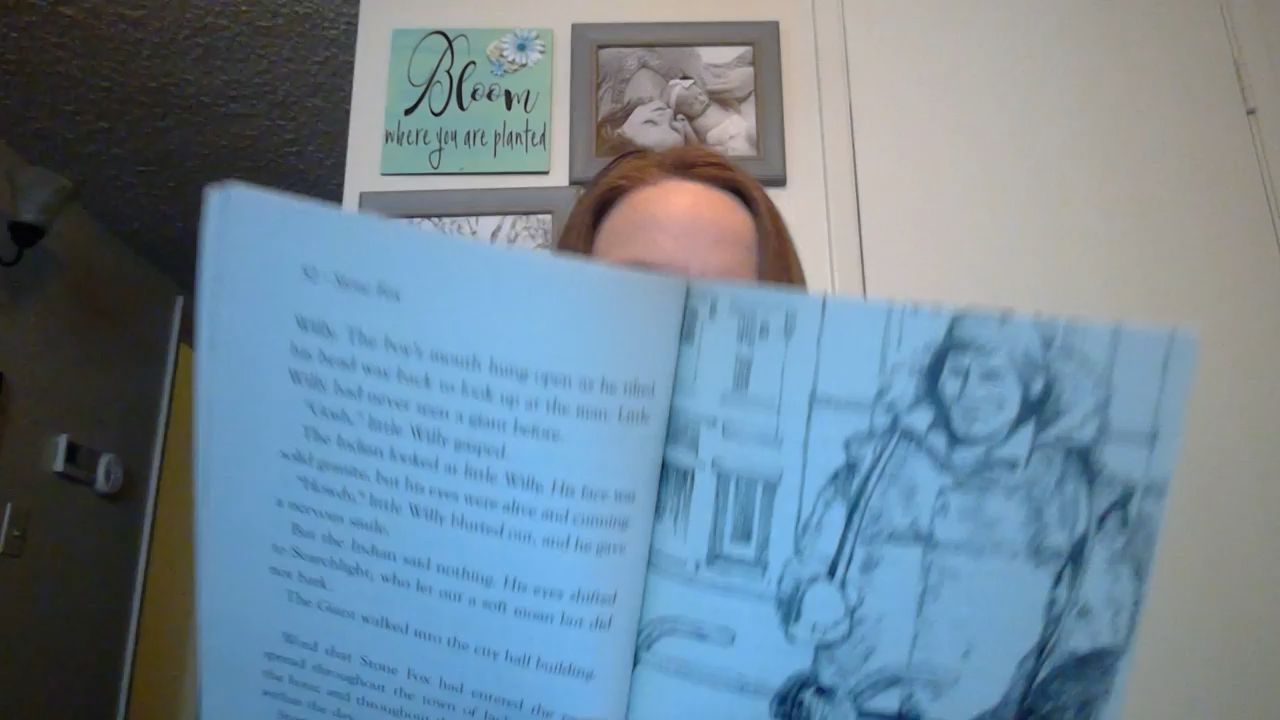 Bloom
where you are planted
52 · Stone Fox
Willy. The boy's mouth hung open as he tilted
his head way back to look up at the man. Little
Willy had never seen a giant before.
"Gosh," little Willy gasped.
The Indian looked at little Willy. His face was
solid granite, but his eyes were alive and cunning.
"Howdy," little Willy blurted out, and he gave
a nervous smile.
But the Indian said nothing. His eyes shifted
to Searchlight, who let out a soft moan but did
not bark.
The Giant walked into the city hall building.
Word that Stone Fox had entered the
spread throughout the town of
the hour, and throughout
within the day